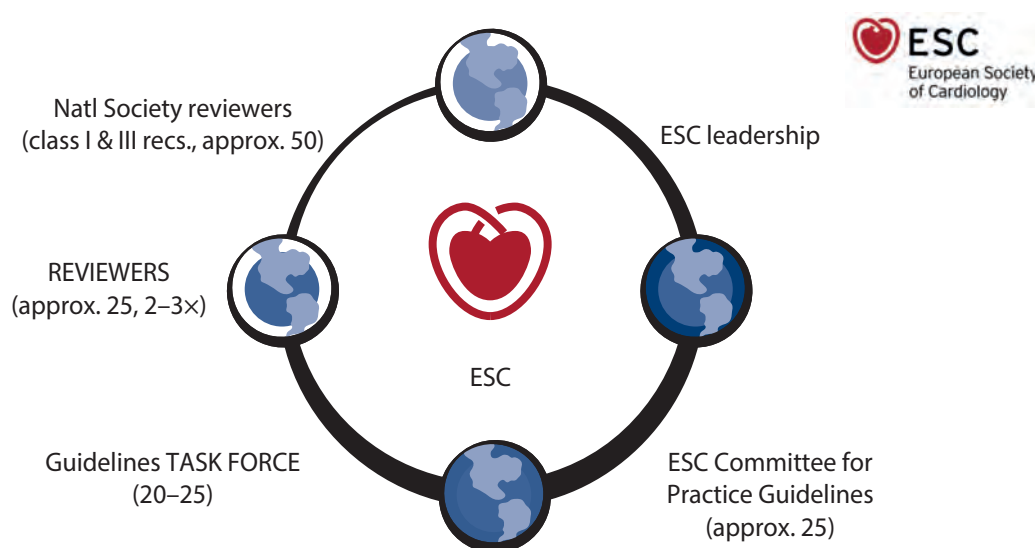 ESC
European Society
of Cardiology
Natl Society reviewers
(class I & III recs., approx. 50)
ESC leadership
REVIEWERS
(approx. 25, 2–3×)
ESC
Guidelines TASK FORCE
(20–25)
ESC Committee for
Practice Guidelines
(approx. 25)